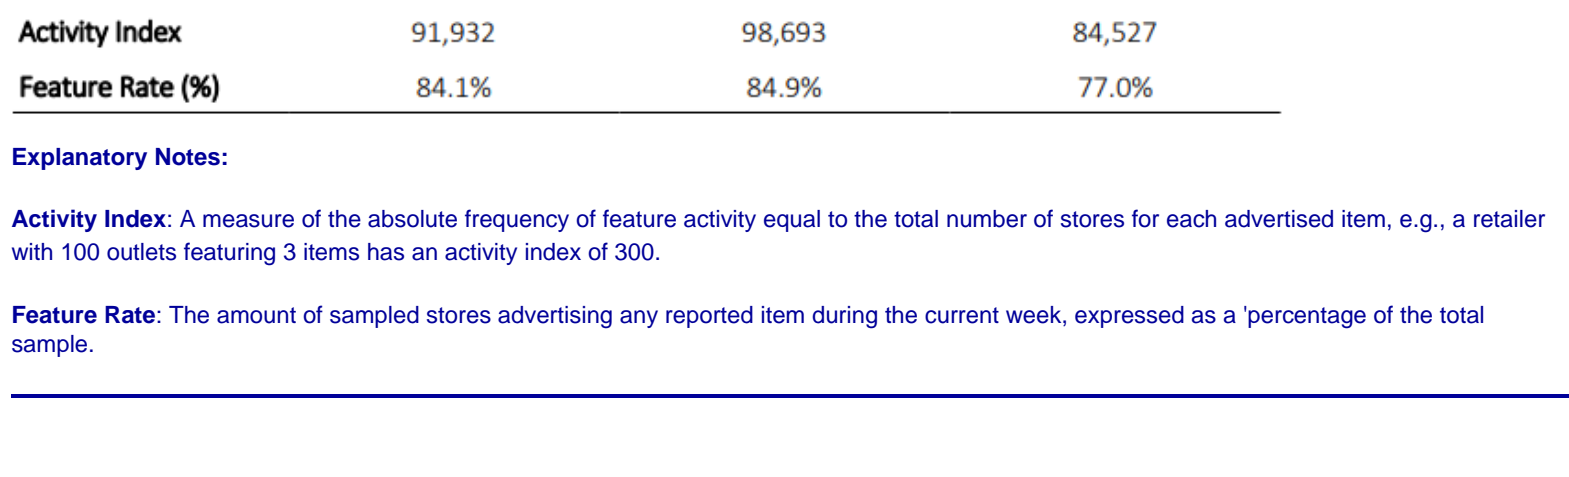 Activity Index 91,932 98,693 84,527
Feature Rate (%) 84.1% 84.9% 77.0%
Explanatory Notes:
Activity Index: A measure of the absolute frequency of feature activity equal to the total number of stores for each advertised item, e.g., a retailer
with 100 outlets featuring 3 items has an activity index of 300.
Feature Rate: The amount of sampled stores advertising any reported item during the current week, expressed as a 'percentage of the total
sample.